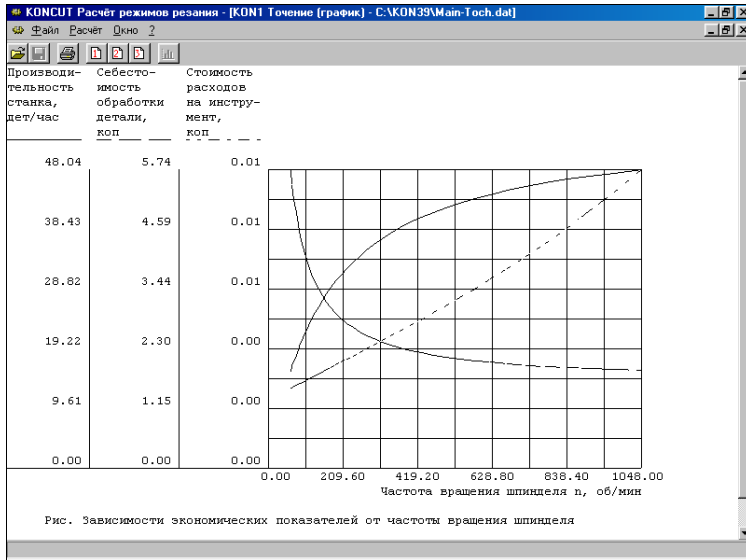 KONCUT Расчёт режимов резания - [KON1 Точение (график) - C:\KON39\Main-Toch.dat]
Файл Расчёт Окно ?
1 2 3
Производи- Себесто- Стоимость
тельность имость расходов
станка, обработки на инстру-
дет/час детали, мент,
коп коп
48.04 5.74 0.01
38.43 4.59 0.01
28.82 3.44 0.01
19.22 2.30 0.00
9.61 1.15 0.00
0.00 0.00 0.00
0.00 209.60 419.20 628.80 838.40 1048.00
Частота вращения шпинделя n, об/мин
Рис. Зависимости экономических показателей от частоты вращения шпинделя